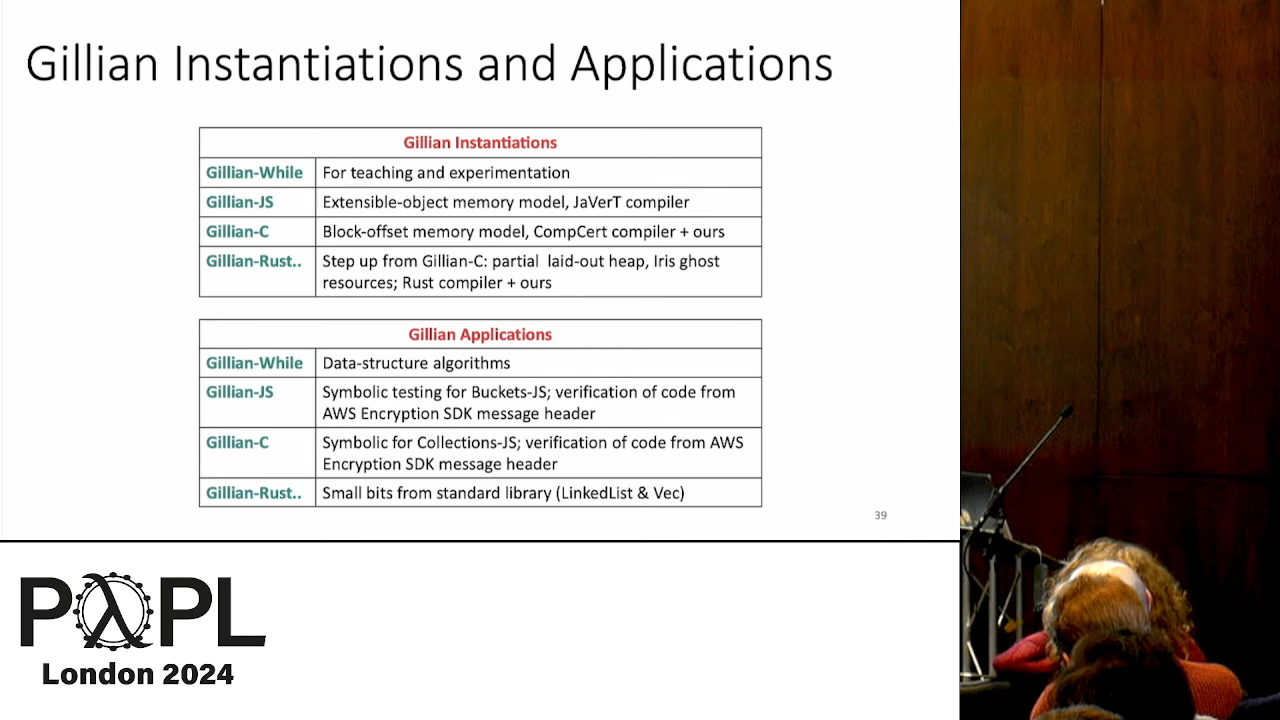 Gillian Instantiations and Applications
Gillian Instantiations
Gillian-While For teaching and experimentation
Gillian-JS Extensible-object memory model, JaVerT compiler
Gillian-C Block-offset memory model, CompCert compiler + ours
Gillian-Rust.. Step up from Gillian-C: partial laid-out heap, Iris ghost
resources; Rust compiler + ours
Gillian Applications
Gillian-While Data-structure algorithms
Gillian-JS Symbolic testing for Buckets-JS; verification of code from
AWS Encryption SDK message header
Gillian-C Symbolic for Collections-JS; verification of code from AWS
Encryption SDK message header
Gillian-Rust.. Small bits from standard library (LinkedList & Vec)
39
PλPL
London 2024